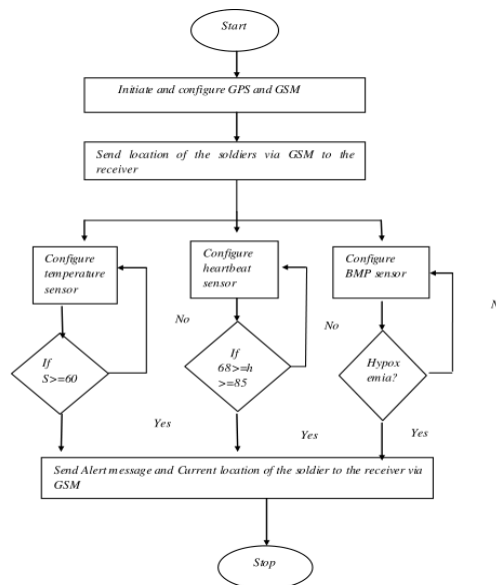 Start
Initiate and configure GPS and GSM
Send location of the soldiers via GSM to the
receiver
Configure
temperature
sensor
Configure
heartbeat
sensor
Configure
BMP sensor
No
No
N
If
S>=60
If
68>=h
>=85
Hypox
emia?
Yes
Yes
Yes
Send Alert message and Current location of the soldier to the receiver via
GSM
Stop